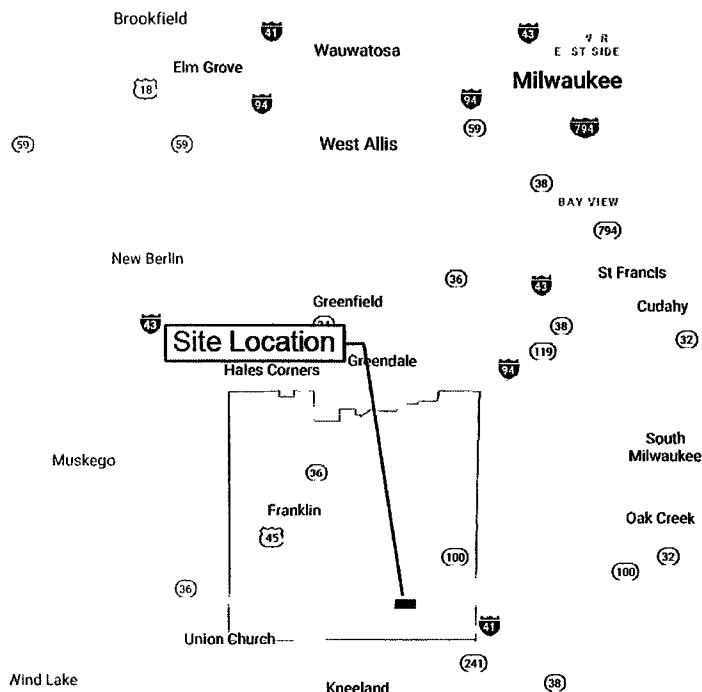 Brookfield
41
Wauwatosa
43
E ST SIDE
Elm Grove
Milwaukee
18
94
94
59
794
59
59
West Allis
38
BAY VIEW
794
New Berlin
36
St Francis
43
Greenfield
Cudahy
43
38
32
Site Location
119
Greendale
Hales Corners
94
South
Milwaukee
Muskego
36
Franklin
Oak Creek
45
100
32
100
36
41
Union Church
241
Wind Lake
Kneeland
38